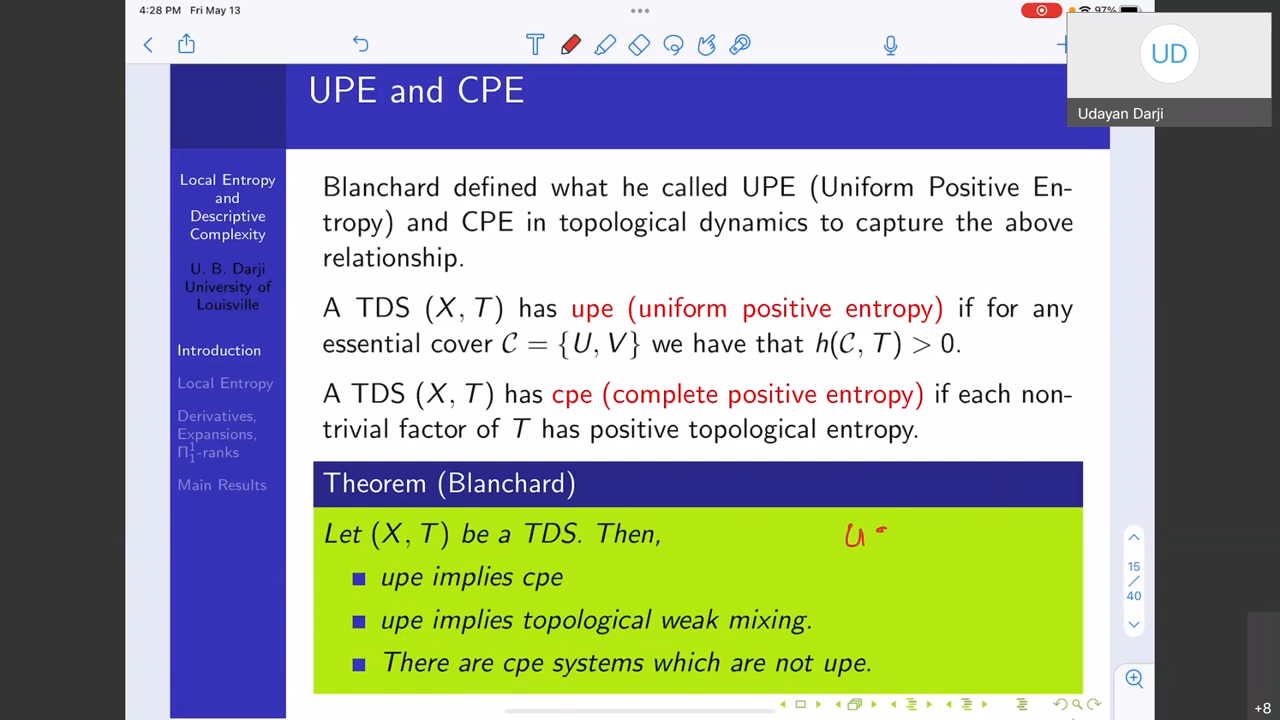 4:28 PM Fri May 13
97%
UD
Udayan Darji
UPE and CPE
Local Entropy
and
Descriptive
Complexity
U. B. Darji
University of
Louisville
Introduction
Local Entropy
Derivatives,
Expansions,
Π¹₁-ranks
Main Results
Blanchard defined what he called UPE (Uniform Positive En-
tropy) and CPE in topological dynamics to capture the above
relationship.
A TDS (X, T) has upe (uniform positive entropy) if for any
essential cover 𝒞 = {U, V} we have that h(𝒞, T) > 0.
A TDS (X, T) has cpe (complete positive entropy) if each non-
trivial factor of T has positive topological entropy.
Theorem (Blanchard)
Let (X, T) be a TDS. Then,
u
upe implies cpe
upe implies topological weak mixing.
There are cpe systems which are not upe.
15
/
40
+8